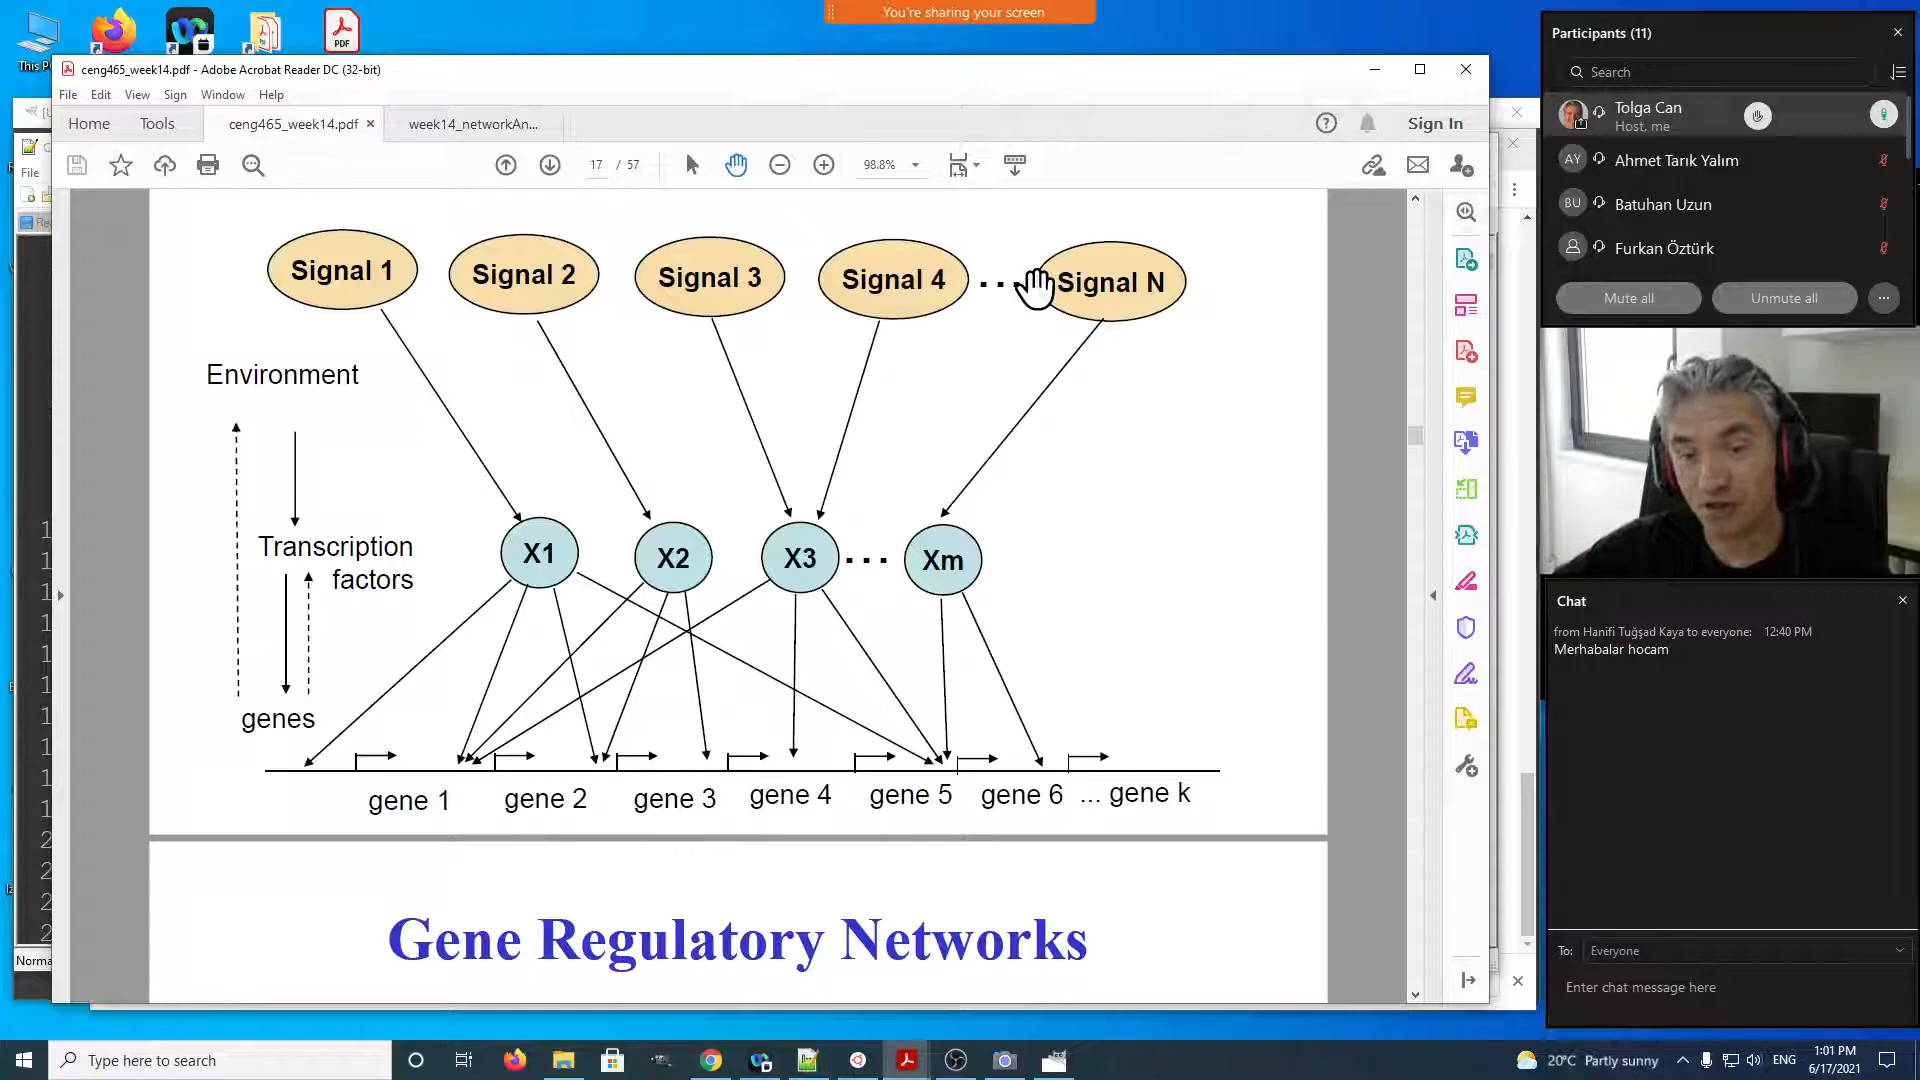 You're sharing your screen
This P
ceng465_week14.pdf - Adobe Acrobat Reader DC (32-bit)
File Edit View Sign Window Help
Home Tools ceng465_week14.pdf × week14_networkAn... Sign In
17 / 57 98.8%
Signal 1 Signal 2 Signal 3 Signal 4 ... Signal N
Environment
Transcription
factors
X1 X2 X3 ... Xm
genes
gene 1 gene 2 gene 3 gene 4 gene 5 gene 6 ... gene k
Gene Regulatory Networks
File
Norma
Participants (11)
Search
Tolga Can
Host, me
AY Ahmet Tarık Yalım
BU Batuhan Uzun
Furkan Öztürk
Mute all Unmute all
Chat
from Hanifi Tuğşad Kaya to everyone: 12:40 PM
Merhabalar hocam
To: Everyone
Enter chat message here
Type here to search
20°C Partly sunny ENG 1:01 PM
6/17/2021